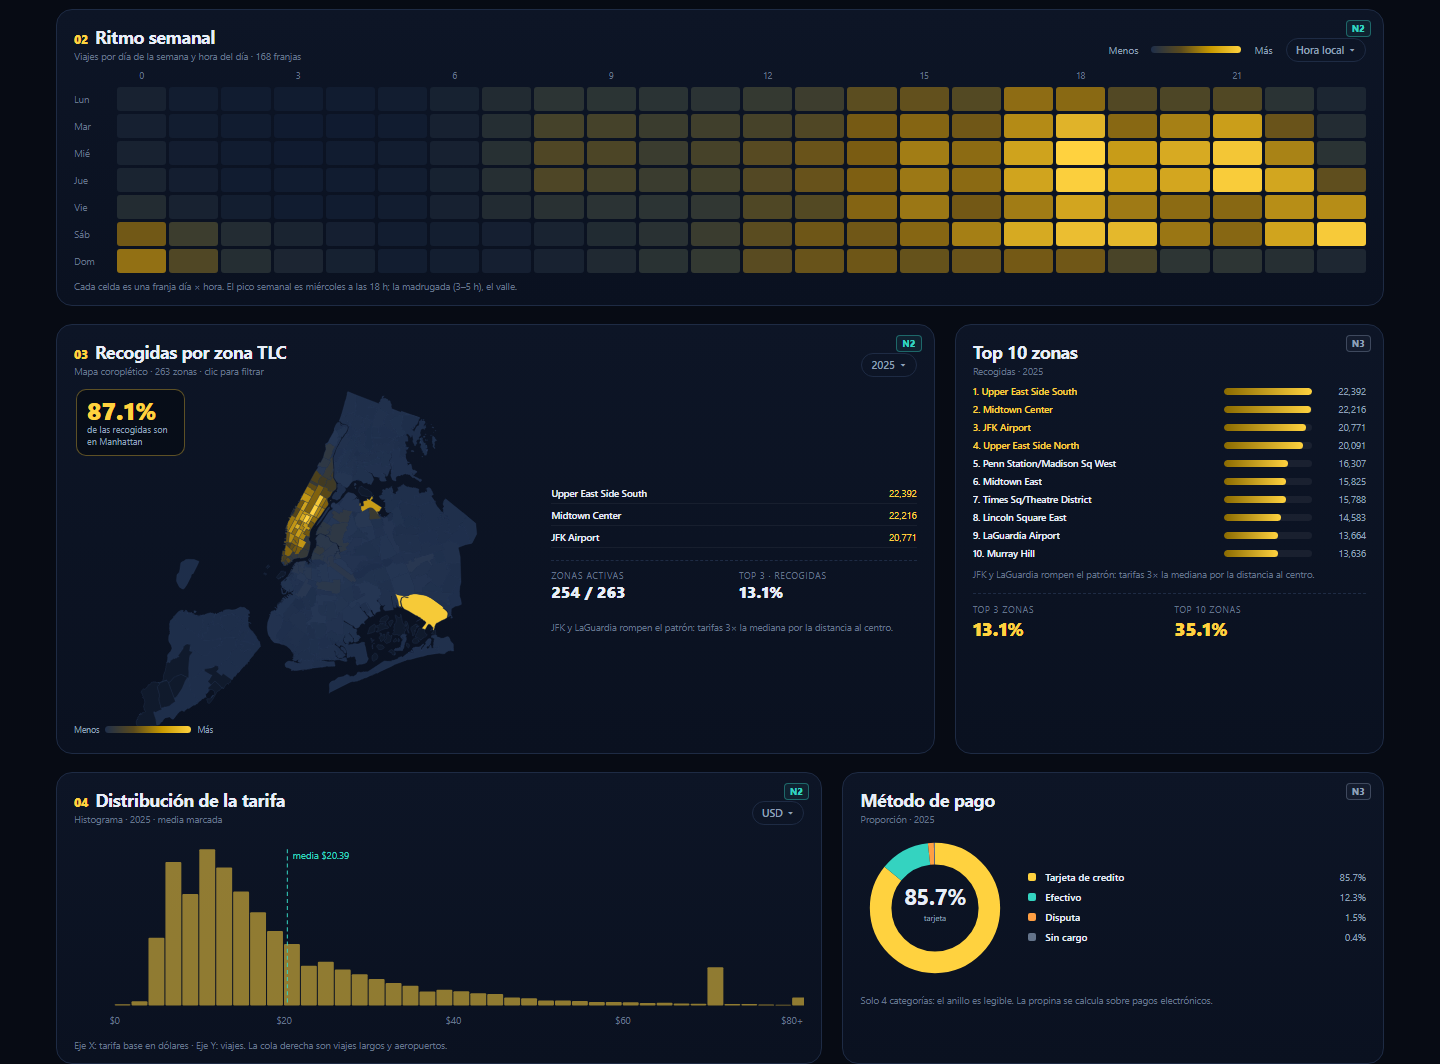 02 Ritmo semanal
N2
Viajes por día de la semana y hora del día · 168 franjas
Menos
Más
Hora local
0 3 6 9 12 15 18 21
Lun
Mar
Mié
Jue
Vie
Sáb
Dom
Cada celda es una franja día × hora. El pico semanal es miércoles a las 18 h; la madrugada (3–5 h), el valle.
03 Recogidas por zona TLC
N2
Mapa coroplético · 263 zonas · clic para filtrar
2025
87.1%
de las recogidas son
en Manhattan
Upper East Side South 22,392
Midtown Center 22,216
JFK Airport 20,771
ZONAS ACTIVAS TOP 3 · RECOGIDAS
254 / 263 13.1%
JFK y LaGuardia rompen el patrón: tarifas 3× la mediana por la distancia al centro.
Menos Más
Top 10 zonas
N3
Recogidas · 2025
1. Upper East Side South 22,392
2. Midtown Center 22,216
3. JFK Airport 20,771
4. Upper East Side North 20,091
5. Penn Station/Madison Sq West 16,307
6. Midtown East 15,825
7. Times Sq/Theatre District 15,788
8. Lincoln Square East 14,583
9. LaGuardia Airport 13,664
10. Murray Hill 13,636
JFK y LaGuardia rompen el patrón: tarifas 3× la mediana por la distancia al centro.
TOP 3 ZONAS TOP 10 ZONAS
13.1% 35.1%
04 Distribución de la tarifa
N2
Histograma · 2025 · media marcada
USD
media $20.39
$0 $20 $40 $60 $80+
Eje X: tarifa base en dólares · Eje Y: viajes. La cola derecha son viajes largos y aeropuertos.
Método de pago
N3
Proporción · 2025
85.7%
tarjeta
Tarjeta de credito 85.7%
Efectivo 12.3%
Disputa 1.5%
Sin cargo 0.4%
Solo 4 categorías: el anillo es legible. La propina se calcula sobre pagos electrónicos.